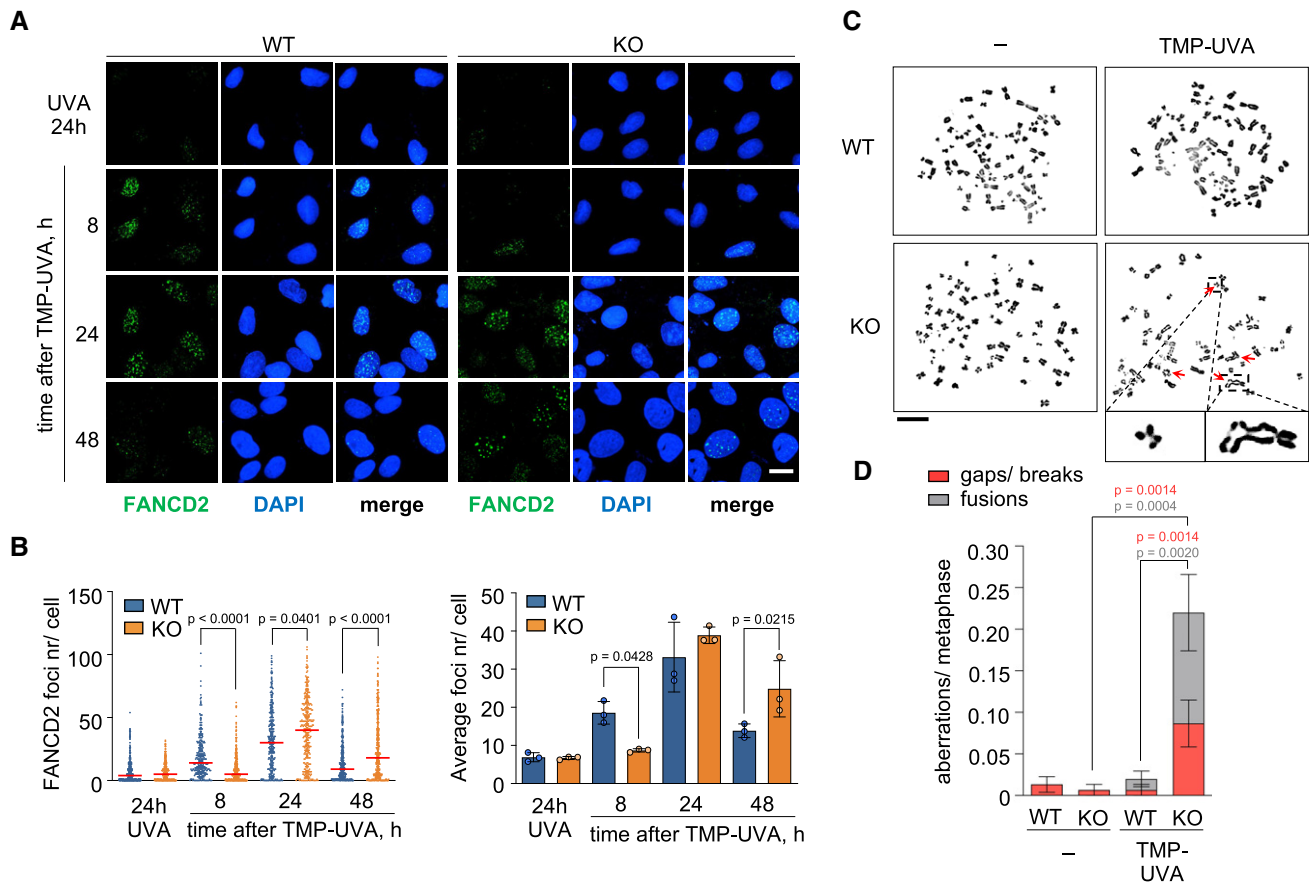 A
WT KO
UVA
24h
8
24
48
time after TMP-UVA, h
FANCD2 DAPI merge FANCD2 DAPI merge
B
FANCD2 foci nr/ cell
150
100
50
0
WT
KO
p < 0.0001 p = 0.0401 p < 0.0001
24h 8 24 48
UVA time after TMP-UVA, h
Average foci nr/ cell
50
40
30
20
10
0
WT
KO
p = 0.0428
p = 0.0215
24h 8 24 48
UVA time after TMP-UVA, h
C
– TMP-UVA
WT
KO
D
gaps/ breaks
fusions
p = 0.0014
p = 0.0004
p = 0.0014
p = 0.0020
aberrations/ metaphase
0.30
0.25
0.20
0.15
0.10
0.05
0
WT KO WT KO
– TMP-
UVA